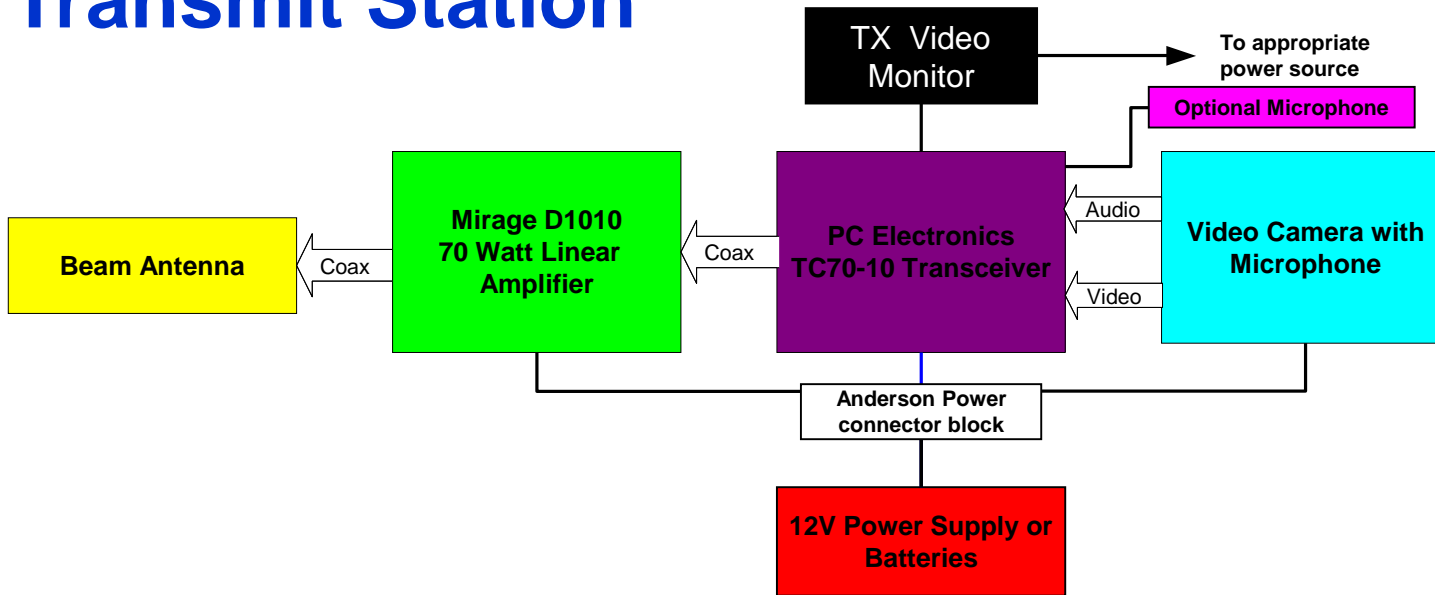 Transmit Station
TX Video
Monitor
To appropriate
power source
Optional Microphone
Beam Antenna
Coax
Mirage D1010
70 Watt Linear
Amplifier
Coax
PC Electronics
TC70-10 Transceiver
Audio
Video
Video Camera with
Microphone
Anderson Power
connector block
12V Power Supply or
Batteries